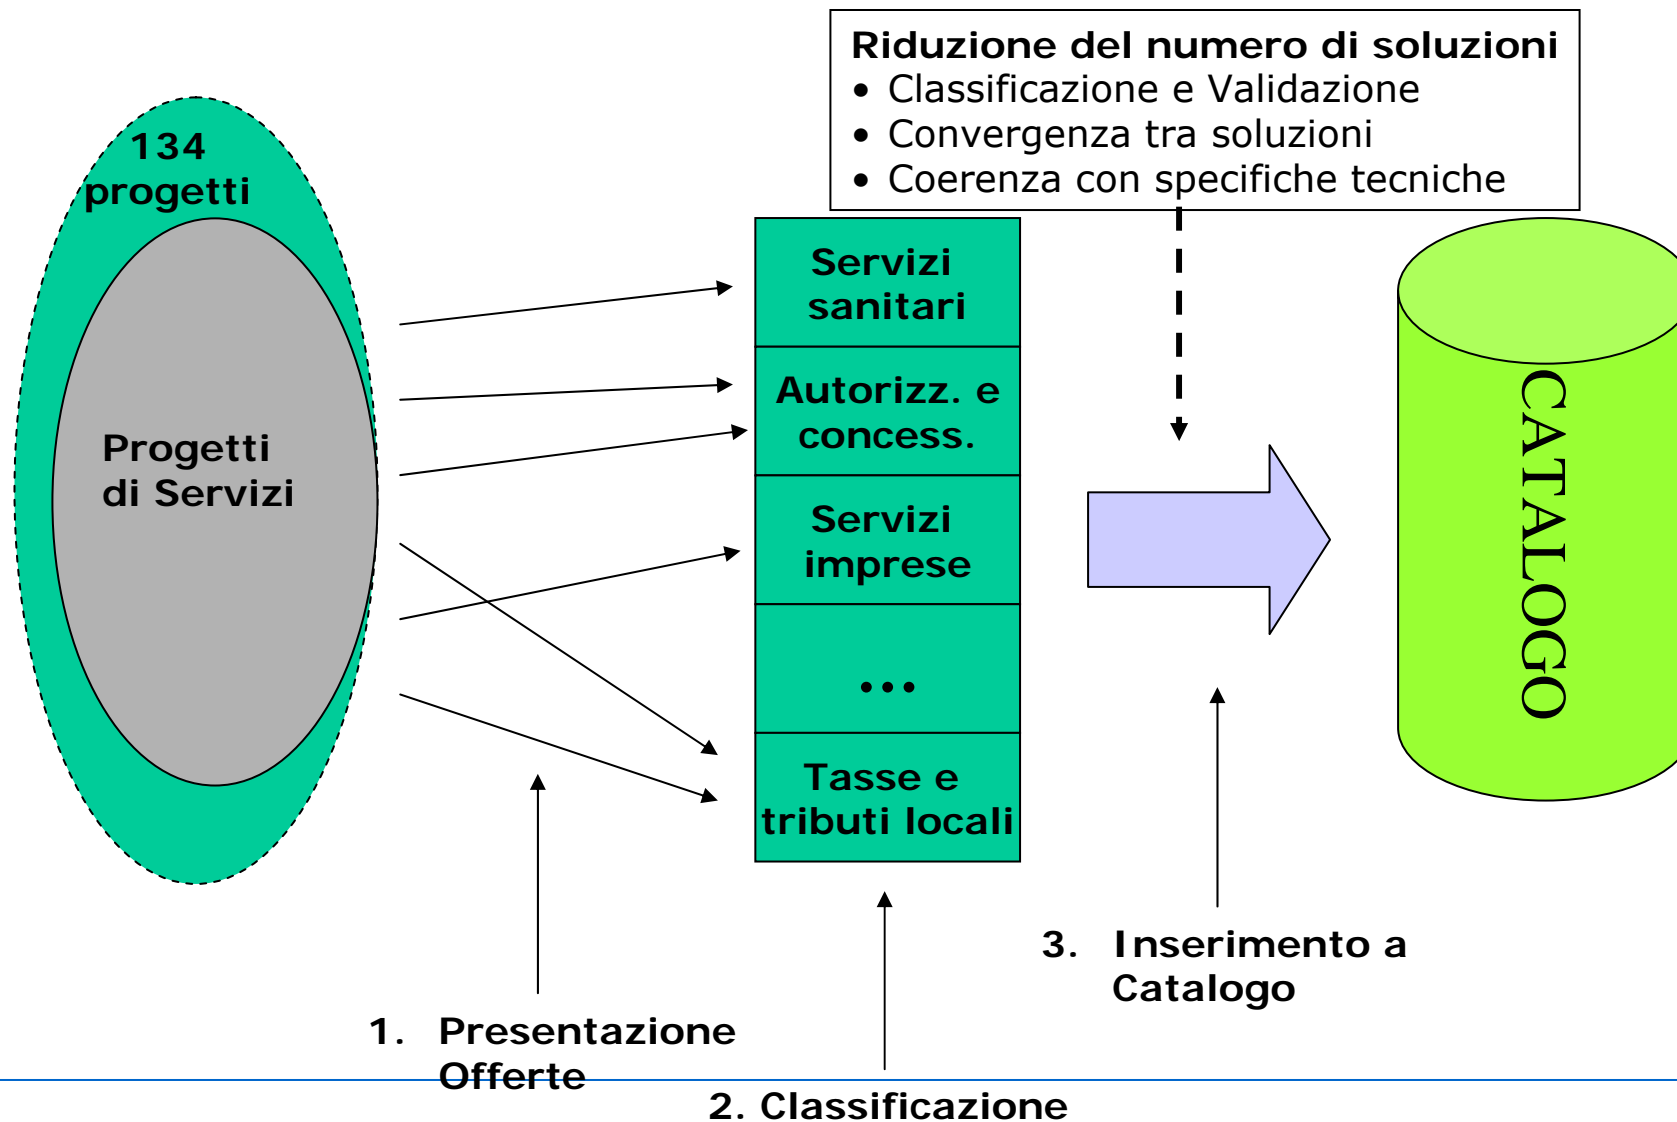 Riduzione del numero di soluzioni
• Classificazione e Validazione
• Convergenza tra soluzioni
• Coerenza con specifiche tecniche
134
progetti
Progetti
di Servizi
Servizi
sanitari
Autorizz. e
concess.
Servizi
imprese
...
Tasse e
tributi locali
CATALOGO
3. Inserimento a
Catalogo
1. Presentazione
Offerte
2. Classificazione